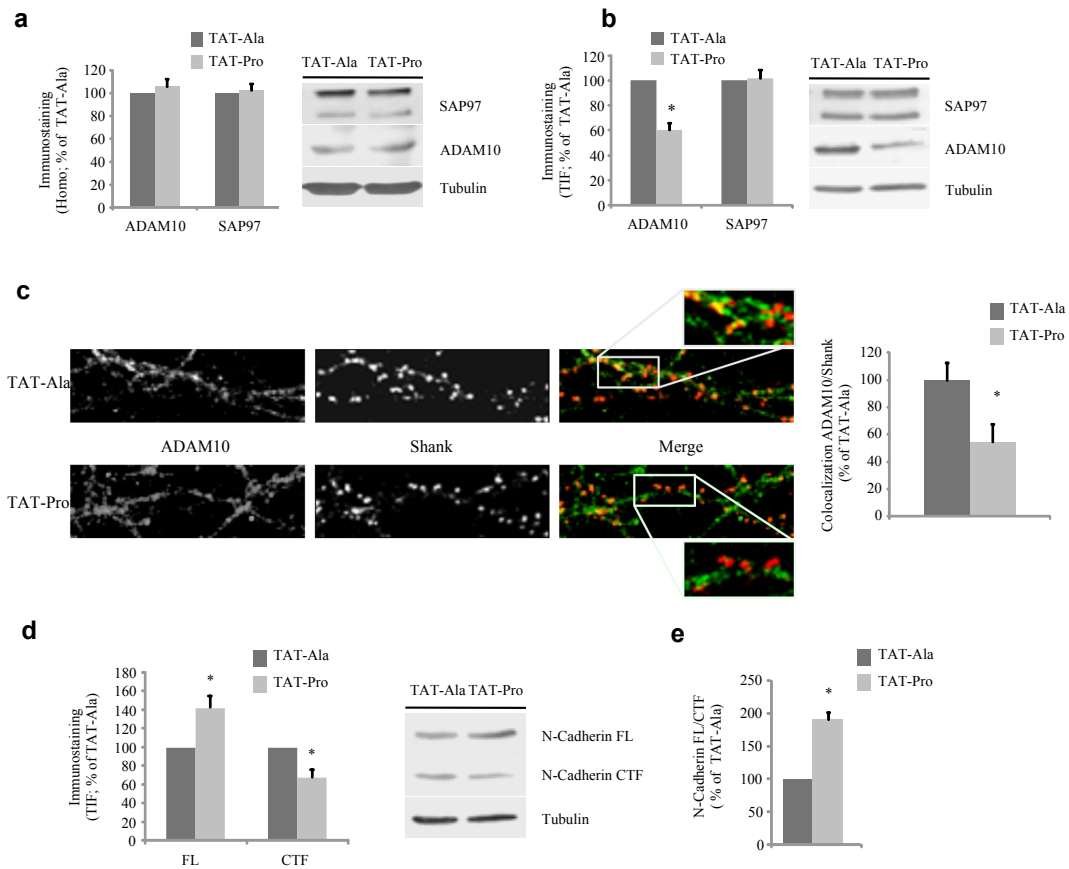 a
TAT-Ala
TAT-Pro
Immunostaining
(Homo; % of TAT-Ala)
120
100
80
60
40
20
0
ADAM10 SAP97
TAT-Ala TAT-Pro
SAP97
ADAM10
Tubulin
b
TAT-Ala
TAT-Pro
Immunostaining
(TIF; % of TAT-Ala)
120
100
80
60
40
20
0
*
ADAM10 SAP97
TAT-Ala TAT-Pro
SAP97
ADAM10
Tubulin
c
TAT-Ala
ADAM10 Shank Merge
TAT-Pro
TAT-Ala
TAT-Pro
Colocalization ADAM10/Shank
(% of TAT-Ala)
120
100
80
60
40
20
0
*
d
TAT-Ala
TAT-Pro
Immunostaining
(TIF; % of TAT-Ala)
180
160
140
120
100
80
60
40
20
0
*
*
FL CTF
TAT-Ala TAT-Pro
N-Cadherin FL
N-Cadherin CTF
Tubulin
e
TAT-Ala
TAT-Pro
N-Cadherin FL/CTF
( % of TAT-Ala)
250
200
150
100
50
0
*